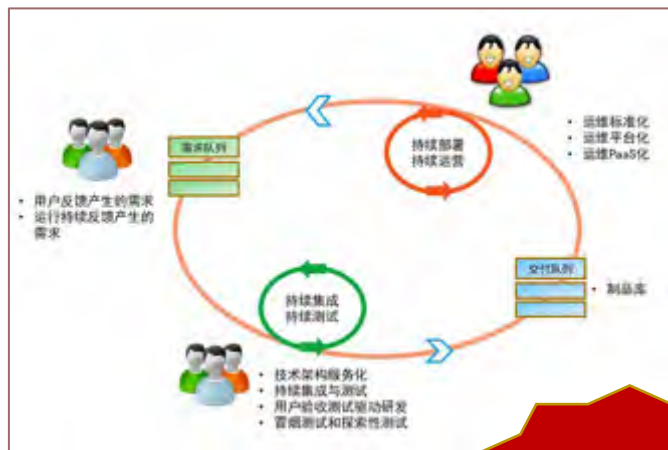 持续部署
持续运营
• 运维标准化
• 运维平台化
• 运维PaaS化
需求队列
• 用户反馈产生的需求
• 运行持续反馈产生的
需求
交付队列
• 制品库
持续集成
持续测试
• 技术架构服务化
• 持续集成与测试
• 用户验收测试驱动研发
• 冒烟测试和探索性测试